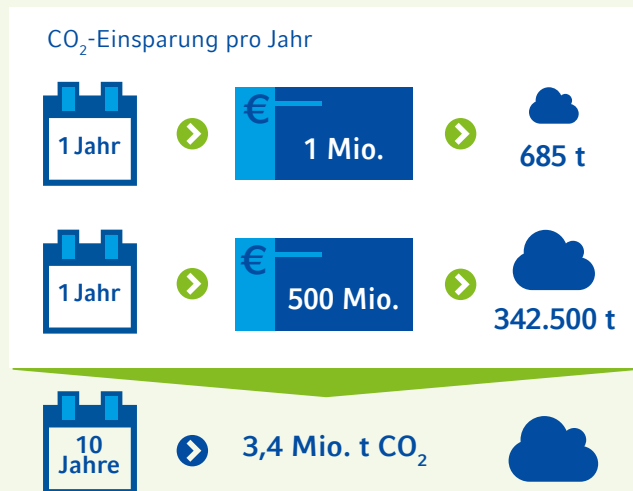 CO₂-Einsparung pro Jahr
1 Jahr
€
1 Mio.
685 t
1 Jahr
€
500 Mio.
342.500 t
10
Jahre
3,4 Mio. t CO₂